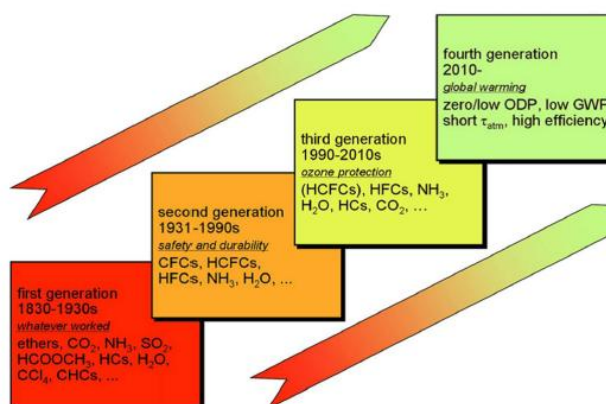 first generation
1830-1930s
whatever worked
ethers, CO₂, NH₃, SO₂,
HCOOCH₃, HCs, H₂O,
CCl₄, CHCs, ...
second generation
1931-1990s
safety and durability
CFCs, HCFCs,
HFCs, NH₃, H₂O, ...
third generation
1990-2010s
ozone protection
(HCFCs), HFCs, NH₃,
H₂O, HCs, CO₂, ...
fourth generation
2010-
global warming
zero/low ODP, low GWP
short τatm, high efficiency